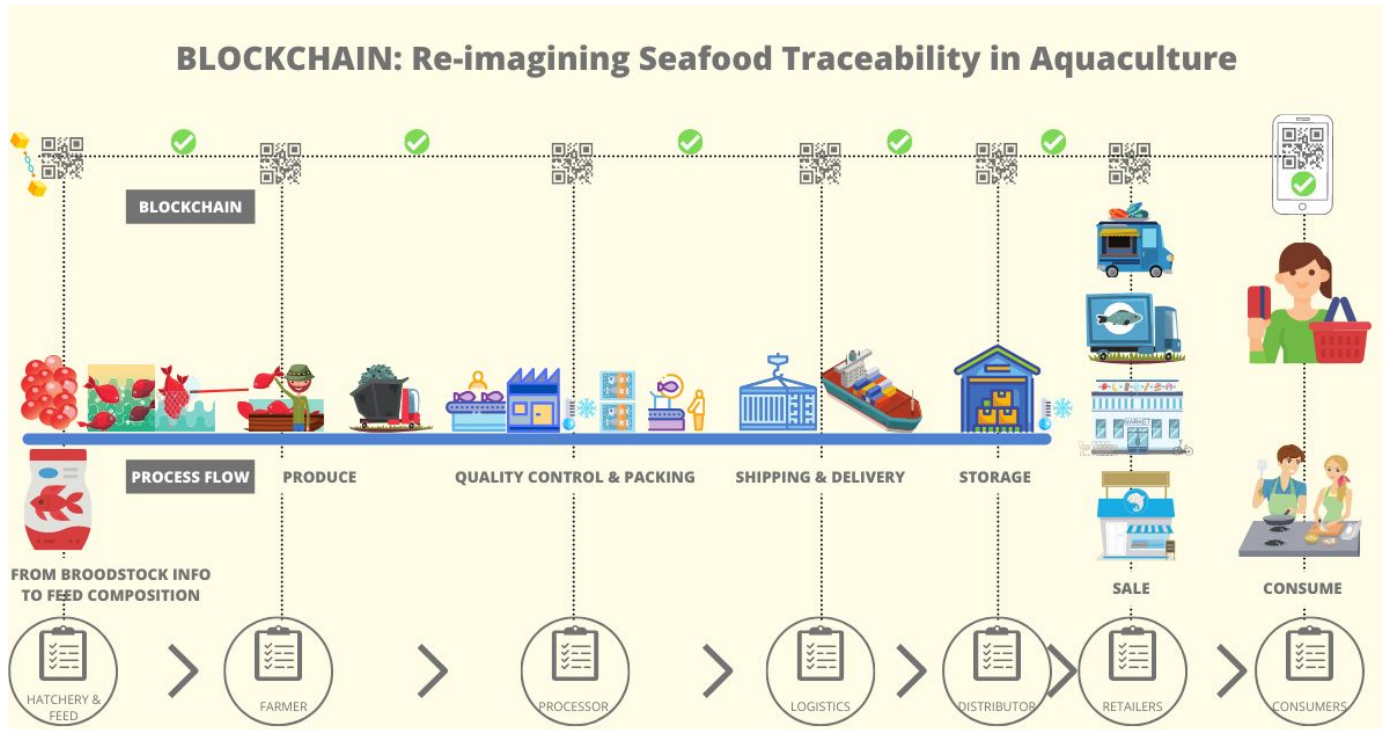 BLOCKCHAIN: Re-imagining Seafood Traceability in Aquaculture
BLOCKCHAIN
MARKET
PROCESS FLOW
PRODUCE
QUALITY CONTROL & PACKING
SHIPPING & DELIVERY
STORAGE
FROM BROODSTOCK INFO
TO FEED COMPOSITION
SALE
CONSUME
HATCHERY &
FEED
FARMER
PROCESSOR
LOGISTICS
DISTRIBUTOR
RETAILERS
CONSUMERS